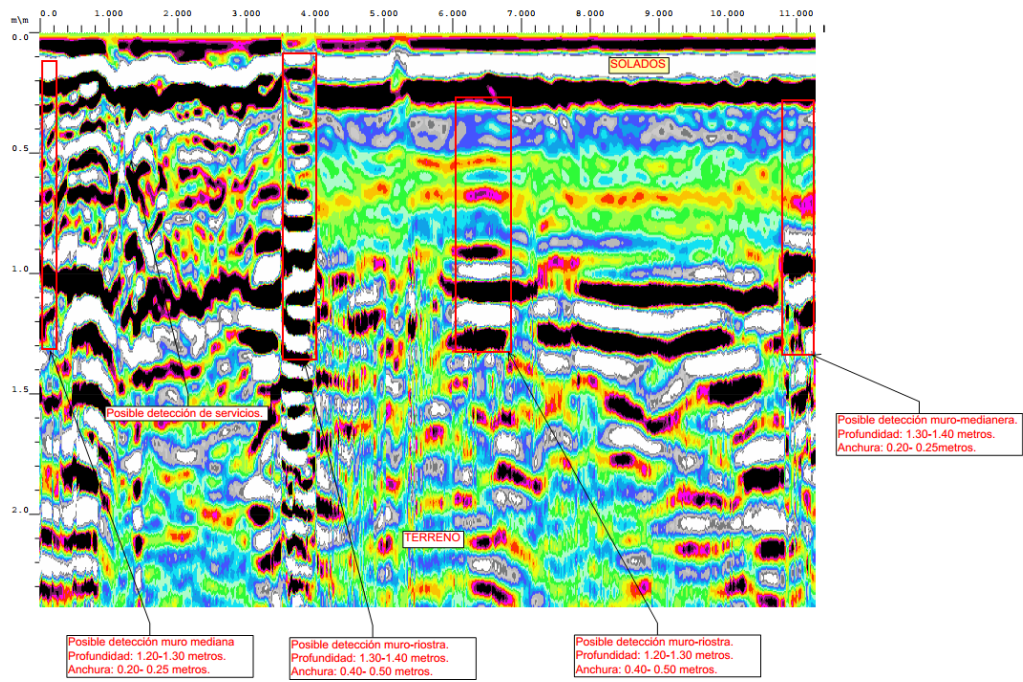 m\m
0.0 1.000 2.000 3.000 4.000 5.000 6.000 7.000 8.000 9.000 10.000 11.000
0.0
SOLADOS
0.5
1.0
1.5
Posible detección de servicios.
Posible detección muro-medianera.
Profundidad: 1.30-1.40 metros.
Anchura: 0.20- 0.25metros.
2.0
TERRENO
Posible detección muro mediana
Profundidad: 1.20-1.30 metros.
Anchura: 0.20- 0.25 metros.
Posible detección muro-riostra.
Profundidad: 1.30-1.40 metros.
Anchura: 0.40- 0.50 metros.
Posible detección muro-riostra.
Profundidad: 1.20-1.30 metros.
Anchura: 0.40- 0.50 metros.